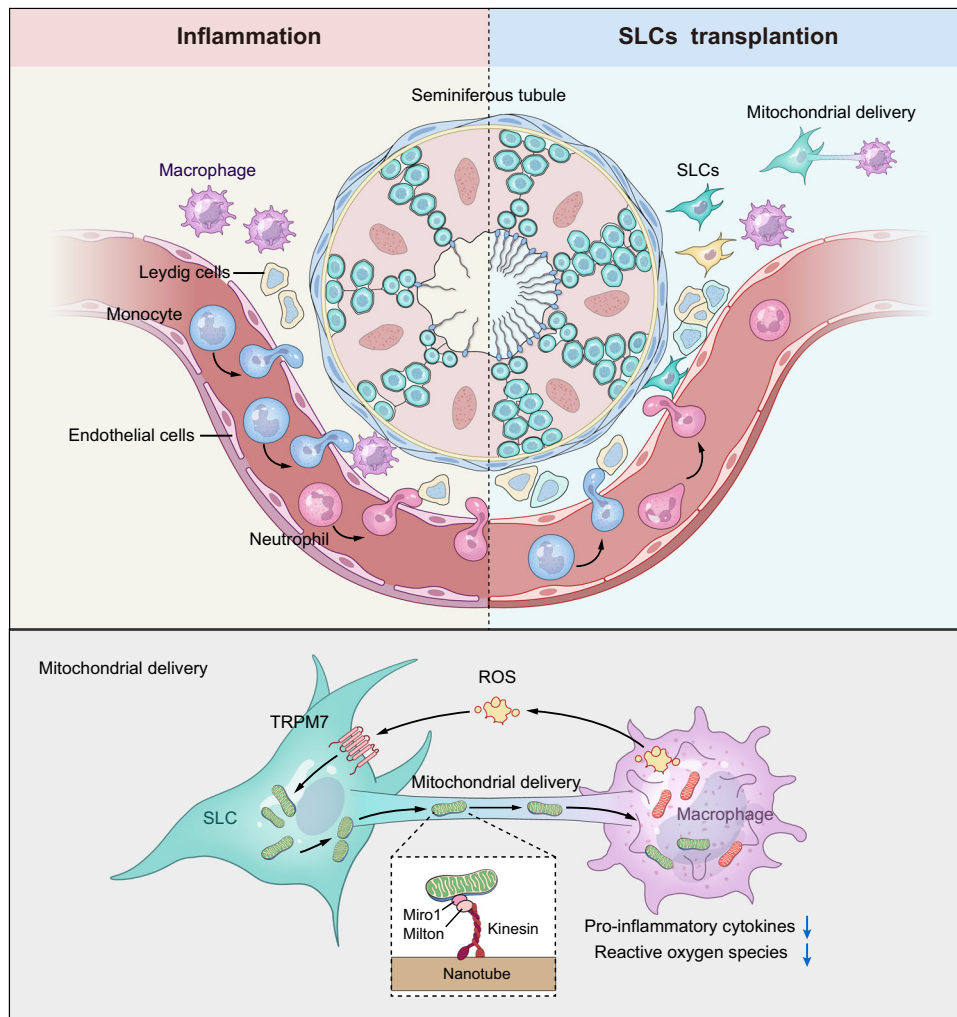 Inflammation
SLCs transplantion
Seminiferous tubule
Mitochondrial delivery
Macrophage
SLCs
Leydig cells
Monocyte
Endothelial cells
Neutrophil
Mitochondrial delivery
ROS
TRPM7
Mitochondrial delivery
SLC
Macrophage
Miro1
Milton
Kinesin
Nanotube
Pro-inflammatory cytokines ↓
Reactive oxygen species ↓